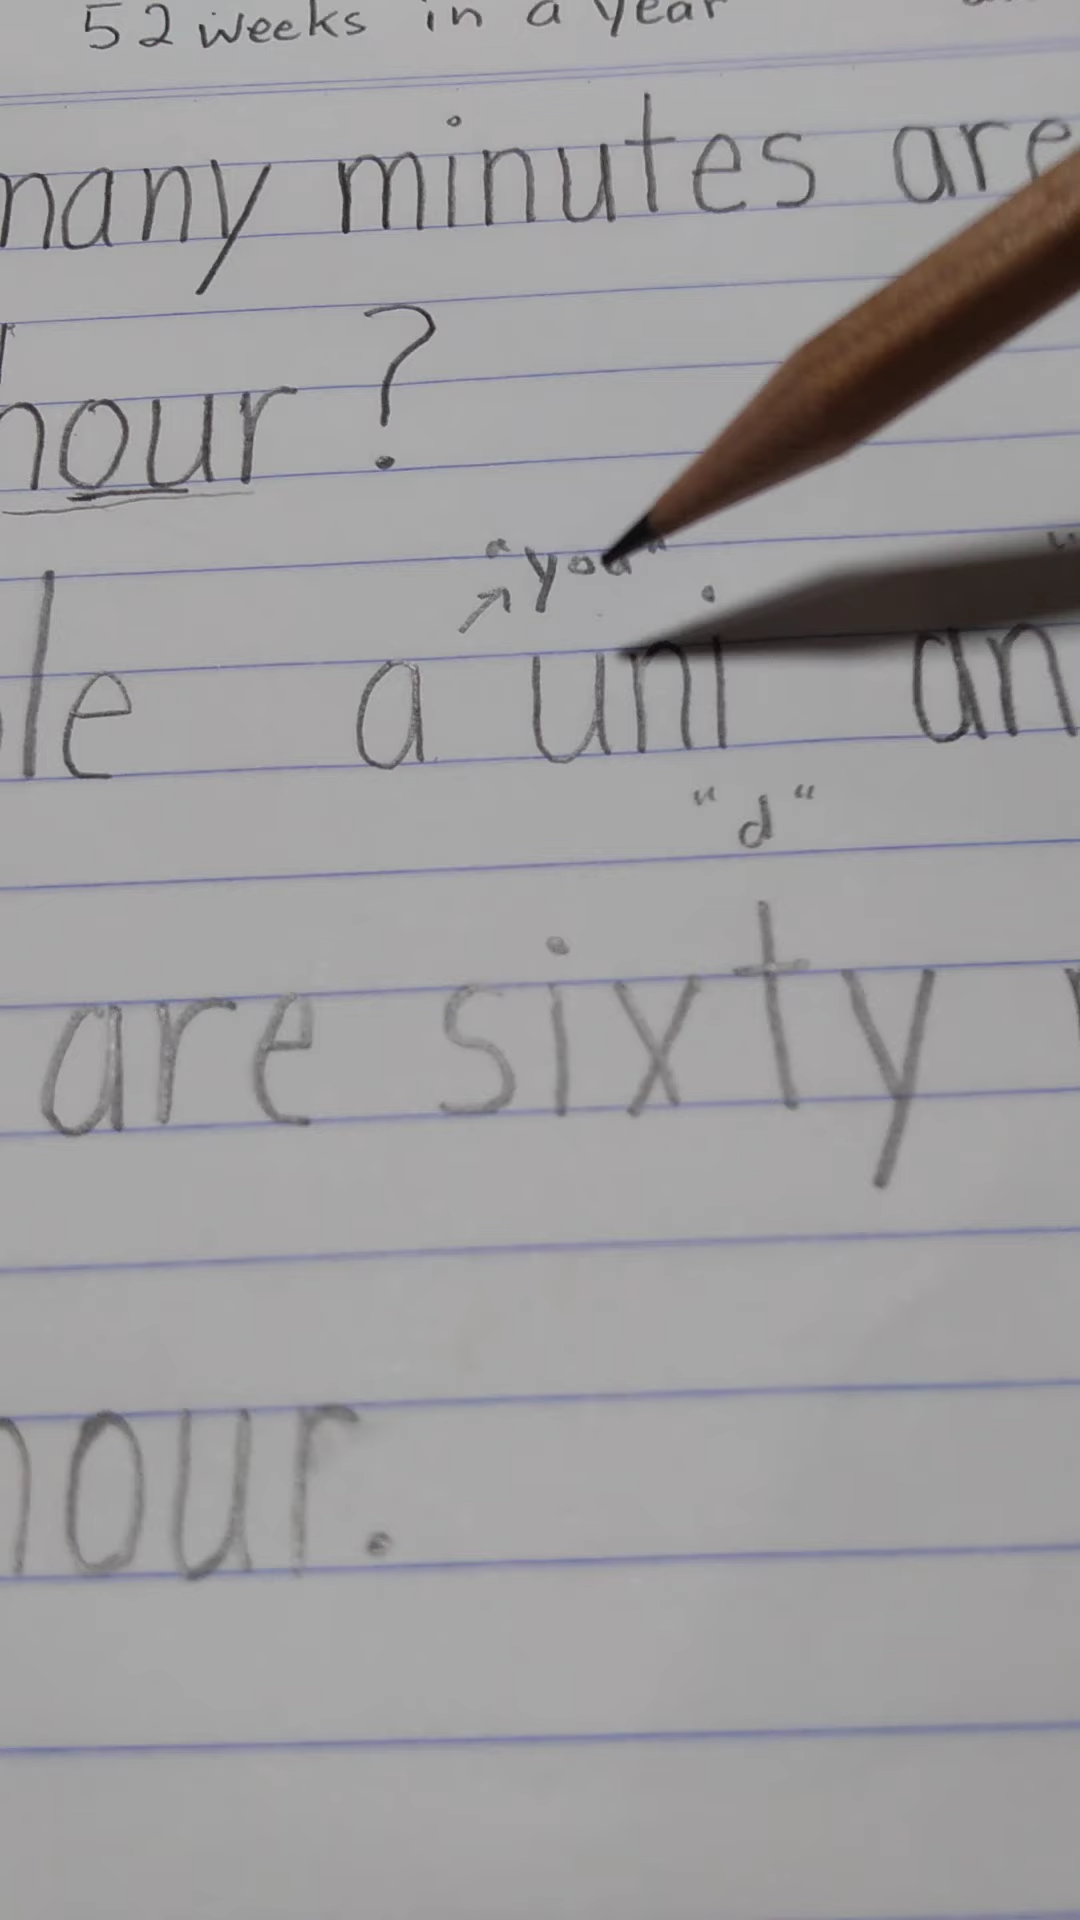 52 weeks in a year
many minutes are
hour ?
"you"
le a uni an
"d"
are sixty
hour.